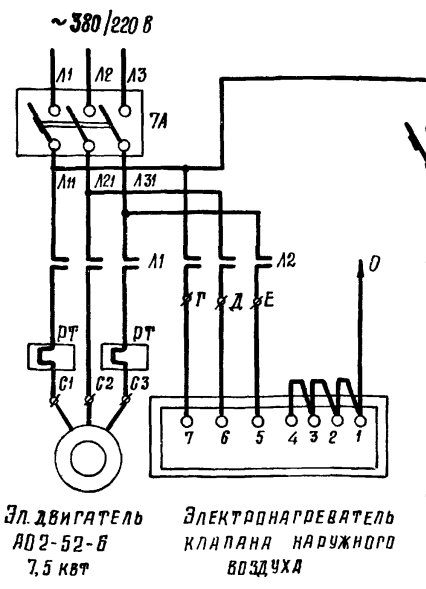 ~380/220 В
Л1 Л2 Л3
7А
Л11 Л21 Л31
Л1 Л2 О
Г Д Е
РТ РТ
С1 С2 С3
7 6 5 4 3 2 1
ЭЛ. ДВИГАТЕЛЬ
АО2-52-6
7,5 кВт
ЭЛЕКТРОНАГРЕВАТЕЛЬ
КЛАПАНА НАРУЖНОГО
ВОЗДУХА